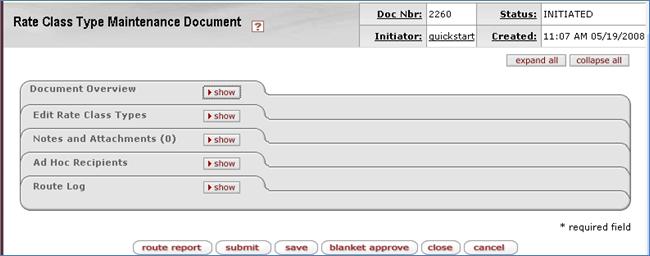 Rate Class Type Maintenance Document ?
Doc Nbr: 2260 Status: INITIATED
Initiator: quickstart Created: 11:07 AM 05/19/2008
expand all collapse all
Document Overview show
Edit Rate Class Types show
Notes and Attachments (0) show
Ad Hoc Recipients show
Route Log show
* required field
route report submit save blanket approve close cancel